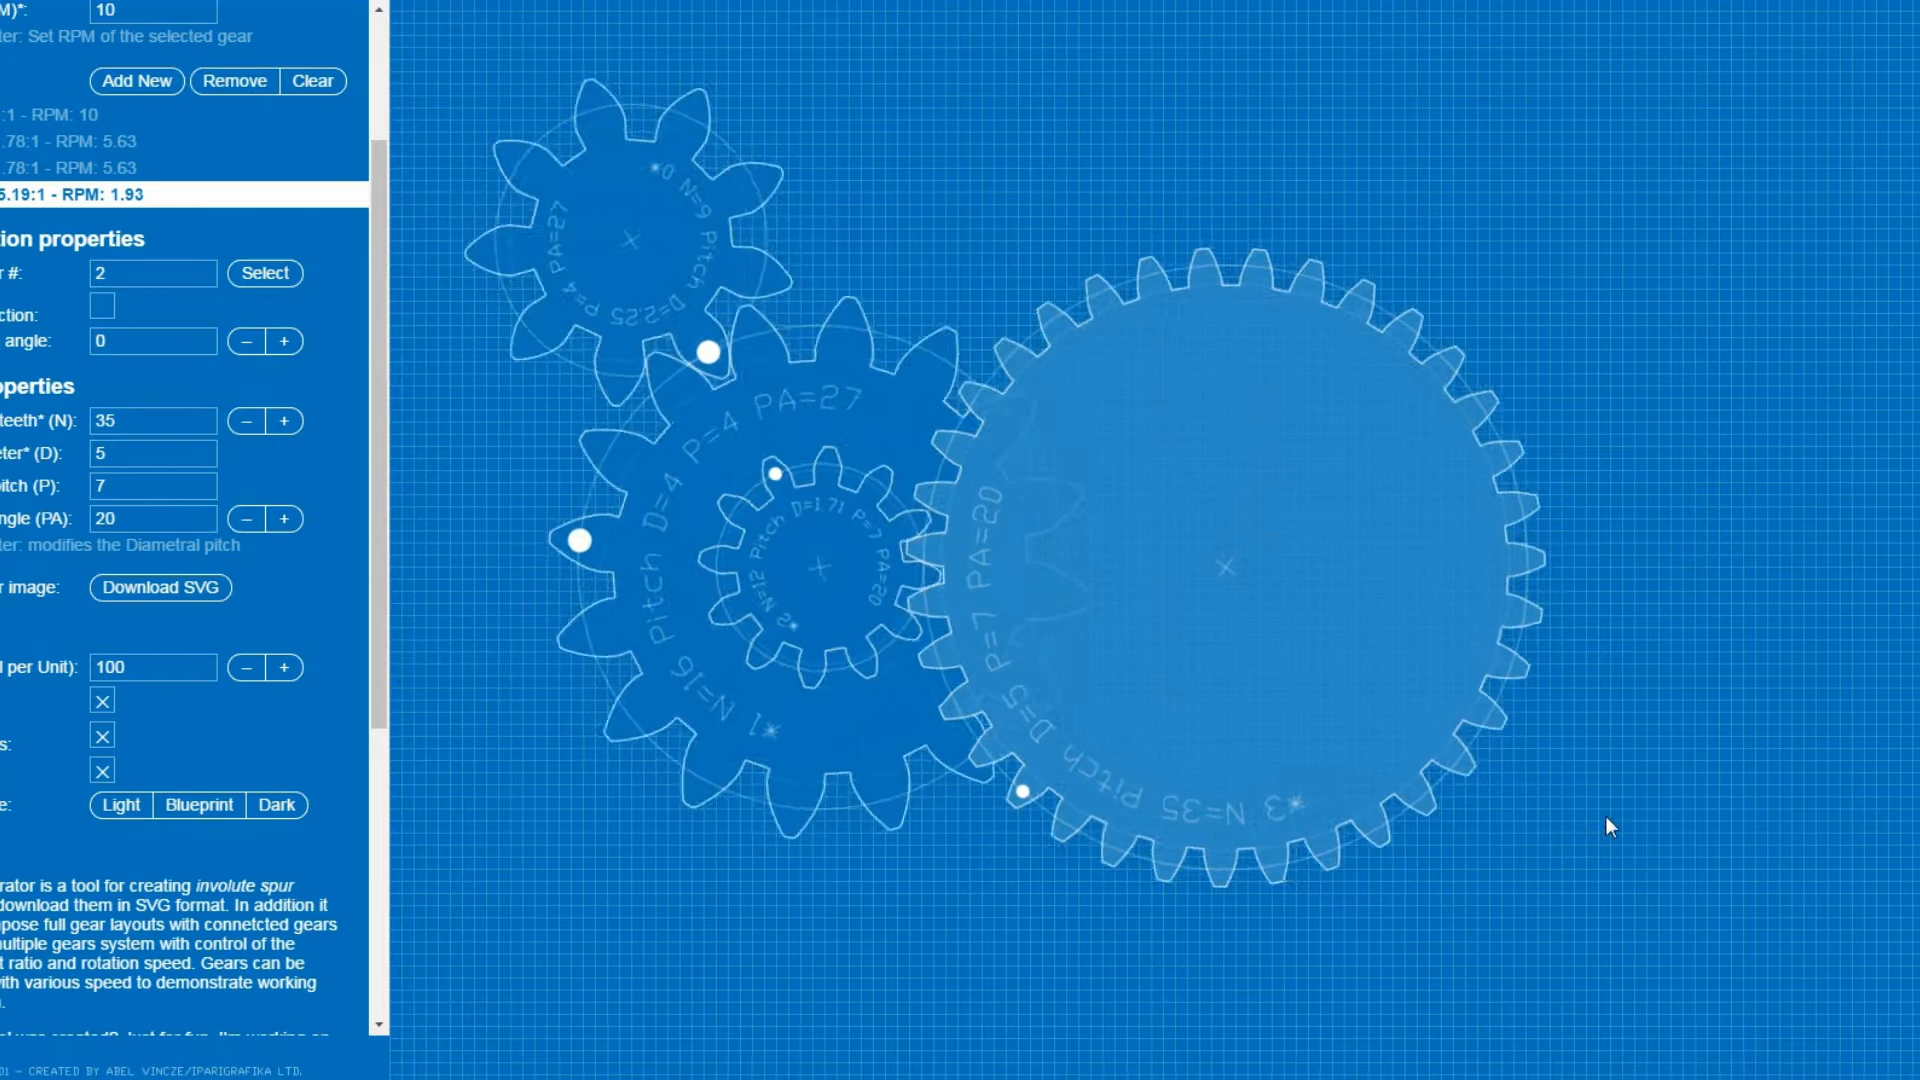 M)*: 10
ter: Set RPM of the selected gear
Add New Remove Clear
:1 - RPM: 10
.78:1 - RPM: 5.63
.78:1 - RPM: 5.63
5.19:1 - RPM: 1.93
tion properties
r #: 2 Select
ction:
angle: 0 – +
operties
teeth* (N): 35 – +
eter* (D): 5
itch (P): 7
ngle (PA): 20 – +
ter: modifies the Diametral pitch
r image: Download SVG
l per Unit): 100 – +
s:
e: Light Blueprint Dark
rator is a tool for creating involute spur
download them in SVG format. In addition it
npose full gear layouts with connetcted gears
nultiple gears system with control of the
t ratio and rotation speed. Gears can be
vith various speed to demonstrate working
01 – CREATED BY ABEL VINCZE/IPARIGRAFIKA LTD.
*0 N=9 Pitch D=2.25 P=4 PA=27
*1 N=16 Pitch D=4 P=4 PA=27
*2 N=12 Pitch D=1.71 P=7 PA=20
*3 N=35 Pitch D=5 P=7 PA=20